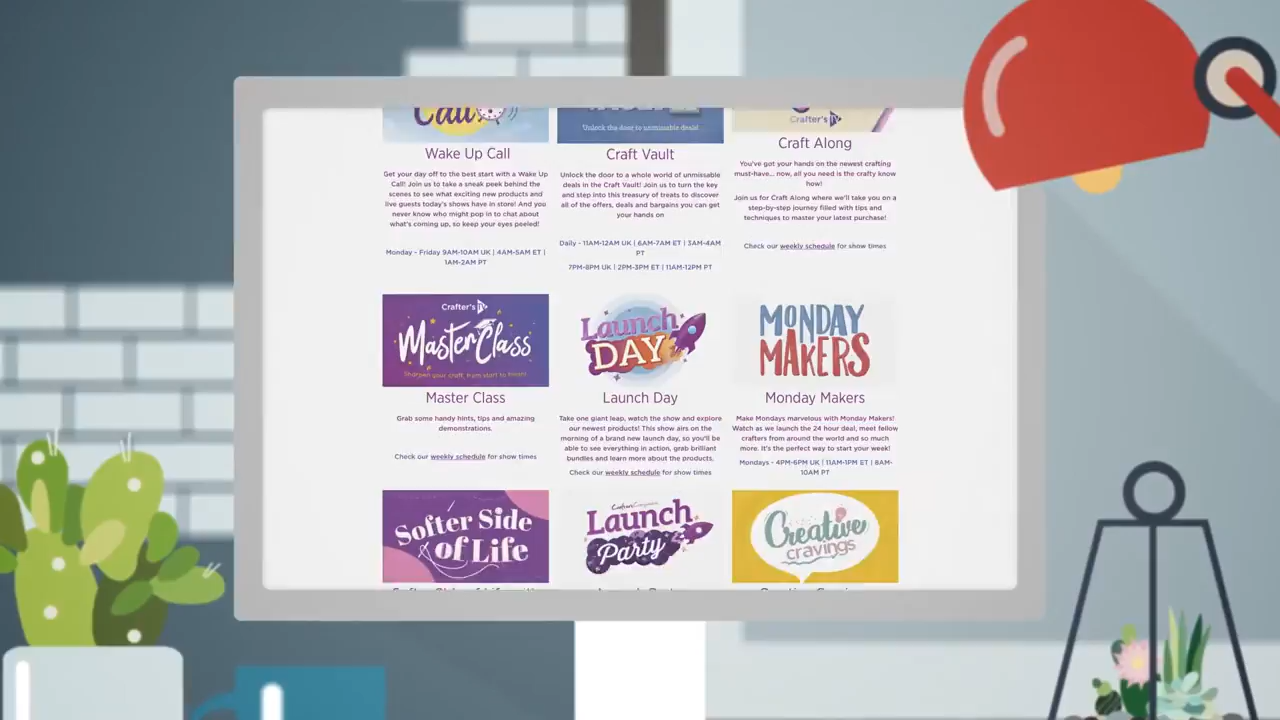 Call
Unlock the door to unmissable deals!
Crafter's TV
Wake Up Call
Get your day off to the best start with a Wake Up
Call! Join us to take a sneak peek behind the
scenes to see what exciting new products and
live guests today's shows have in store! And you
never know who might pop in to chat about
what's coming up, so keep your eyes peeled!
Monday - Friday 9AM-10AM UK | 4AM-5AM ET |
1AM-2AM PT
Craft Vault
Unlock the door to a whole world of unmissable
deals in the Craft Vault! Join us to turn the key
and step into this treasury of treats to discover
all of the offers, deals and bargains you can get
your hands on
Daily - 11AM-12AM UK | 6AM-7AM ET | 3AM-4AM
PT
7PM-8PM UK | 2PM-3PM ET | 11AM-12PM PT
Craft Along
You've got your hands on the newest crafting
must-have... now, all you need is the crafty know
how!
Join us for Craft Along where we'll take you on a
step-by-step journey filled with tips and
techniques to master your latest purchase!
Check our weekly schedule for show times
Crafter's TV
MasterClass
Sharpen your craft, from start to finish!
Master Class
Grab some handy hints, tips and amazing
demonstrations.
Check our weekly schedule for show times
Launch
DAY
Launch Day
Take one giant leap, watch the show and explore
our newest products! This show airs on the
morning of a brand new launch day, so you'll be
able to see everything in action, grab brilliant
bundles and learn more about the products.
Check our weekly schedule for show times
MONDAY
MAKERS
Monday Makers
Make Mondays marvelous with Monday Makers!
Watch as we launch the 24 hour deal, meet fellow
crafters from around the world and so much
more. It's the perfect way to start your week!
Mondays - 4PM-6PM UK | 11AM-1PM ET | 8AM-
10AM PT
Softer Side
of Life
Crafter's Companion
Launch
Party
Creative
cravings